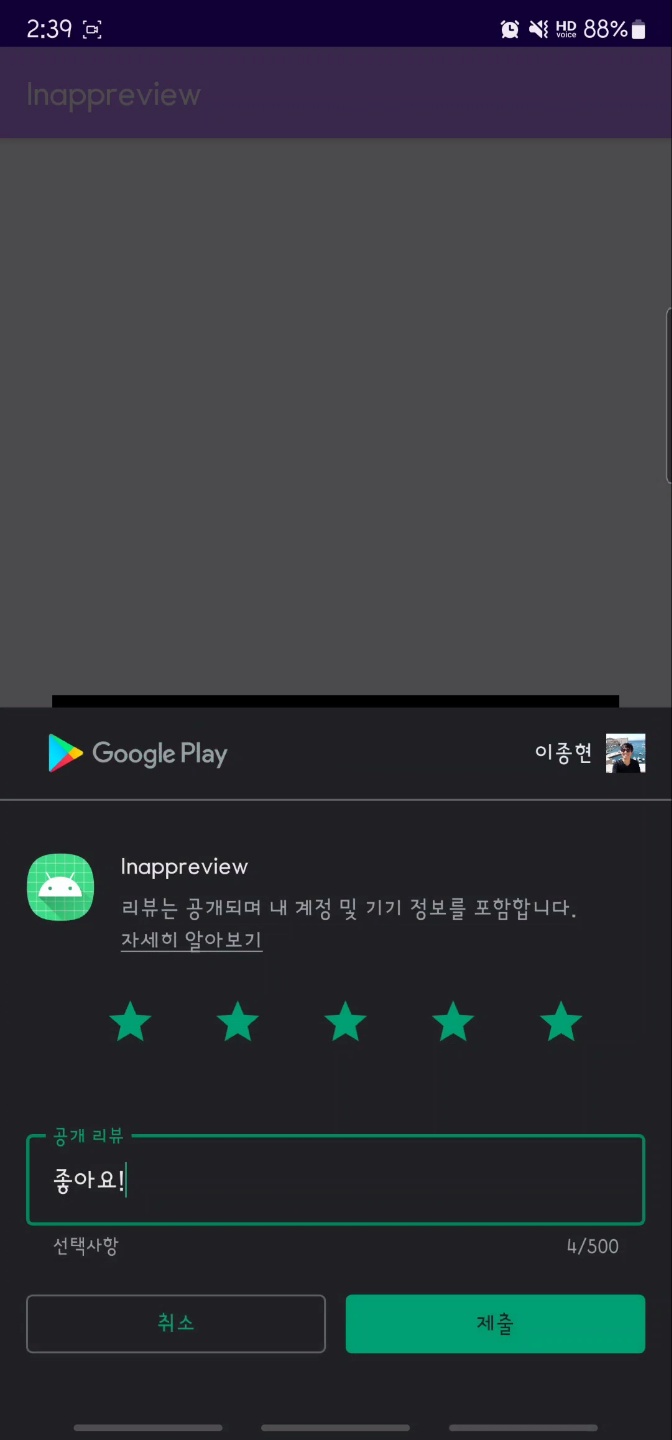 2:39 HD voice 88%
Inappreview
Google Play 이종현
Inappreview
리뷰는 공개되며 내 계정 및 기기 정보를 포함합니다.
자세히 알아보기
공개 리뷰
좋아요!
선택사항 4/500
취소 제출